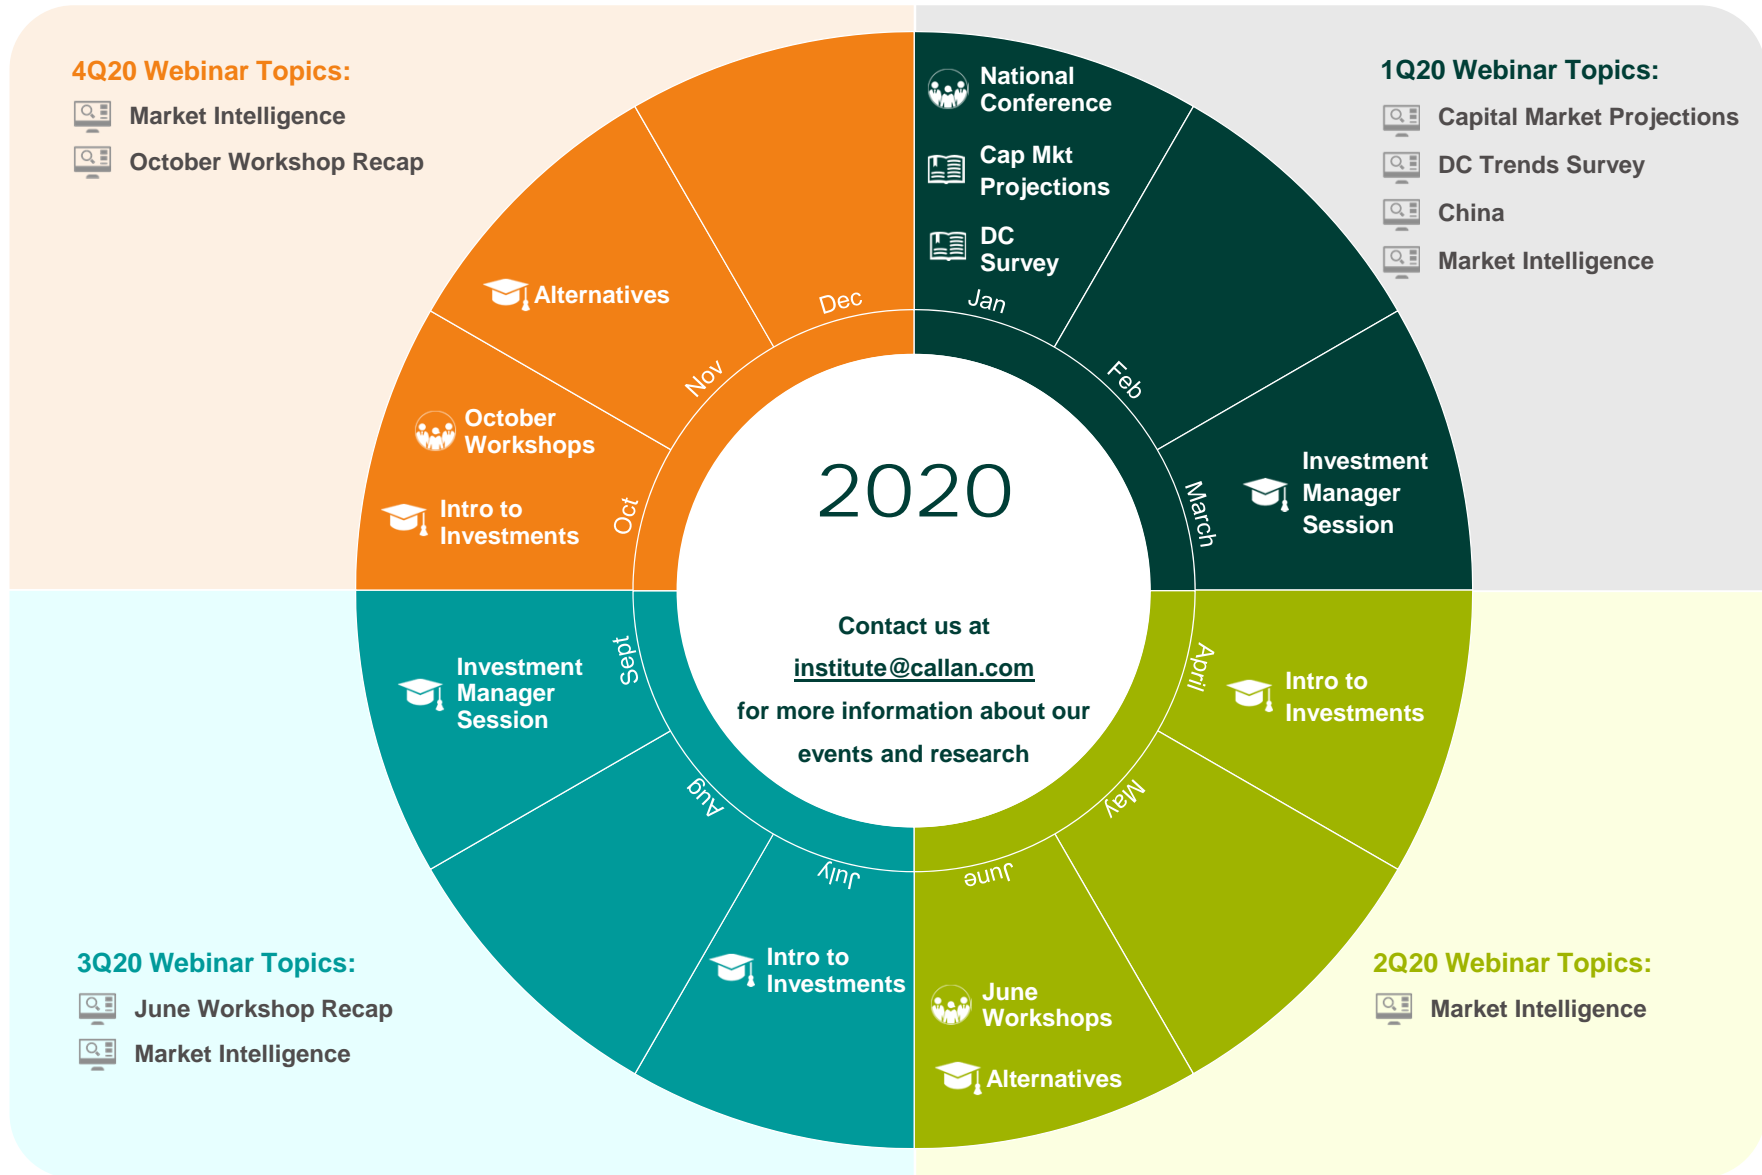 4Q20 Webinar Topics:
Market Intelligence
October Workshop Recap
1Q20 Webinar Topics:
Capital Market Projections
DC Trends Survey
China
Market Intelligence
National
Conference
Cap Mkt
Projections
DC
Survey
Jan
Feb
March
Investment
Manager
Session
April
Intro to
Investments
May
June
June
Workshops
Alternatives
July
Intro to
Investments
Aug
Sept
Investment
Manager
Session
Oct
October
Workshops
Intro to
Investments
Nov
Alternatives
Dec
2020
Contact us at
institute@callan.com
for more information about our
events and research
3Q20 Webinar Topics:
June Workshop Recap
Market Intelligence
2Q20 Webinar Topics:
Market Intelligence